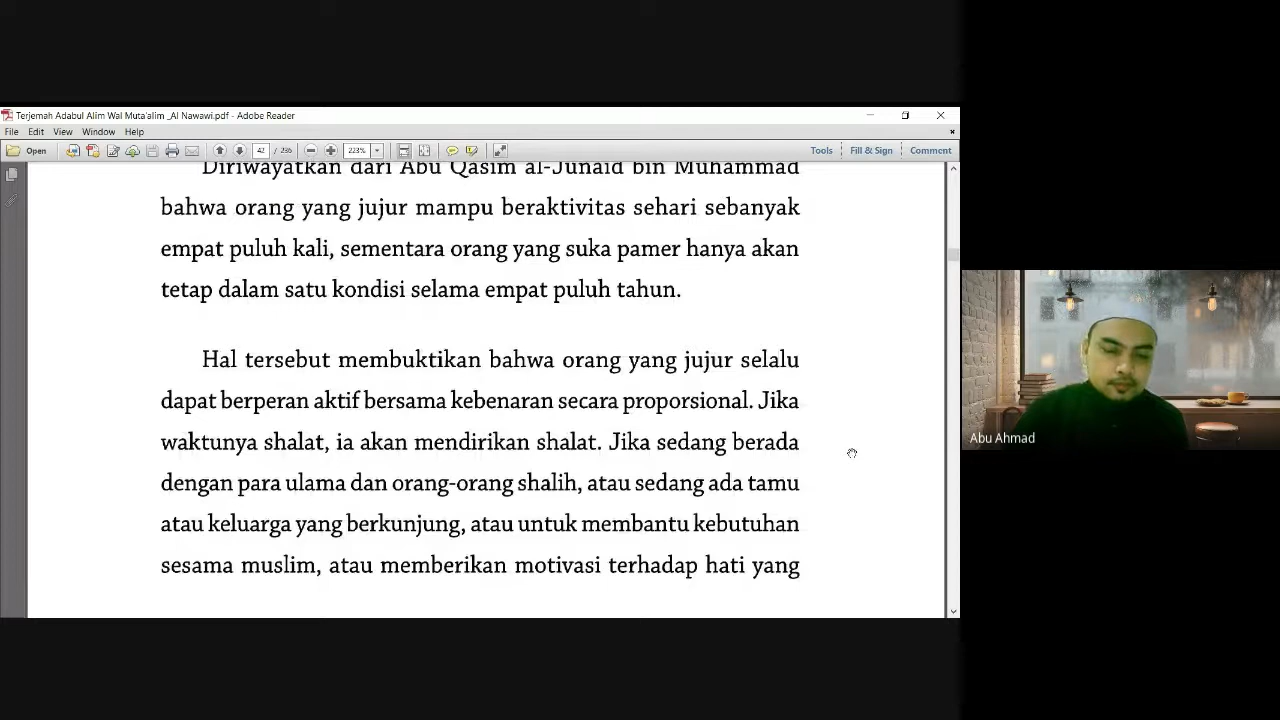 Terjemah Adabul Alim Wal Muta'alim _Al Nawawi.pdf - Adobe Reader
File Edit View Window Help
Open 42 / 236 223% Tools Fill & Sign Comment
Diriwayatkan dari Abu Qasim al-Junaid bin Muhammad
bahwa orang yang jujur mampu beraktivitas sehari sebanyak
empat puluh kali, sementara orang yang suka pamer hanya akan
tetap dalam satu kondisi selama empat puluh tahun.
Hal tersebut membuktikan bahwa orang yang jujur selalu
dapat berperan aktif bersama kebenaran secara proporsional. Jika
waktunya shalat, ia akan mendirikan shalat. Jika sedang berada
dengan para ulama dan orang-orang shalih, atau sedang ada tamu
atau keluarga yang berkunjung, atau untuk membantu kebutuhan
sesama muslim, atau memberikan motivasi terhadap hati yang
Abu Ahmad